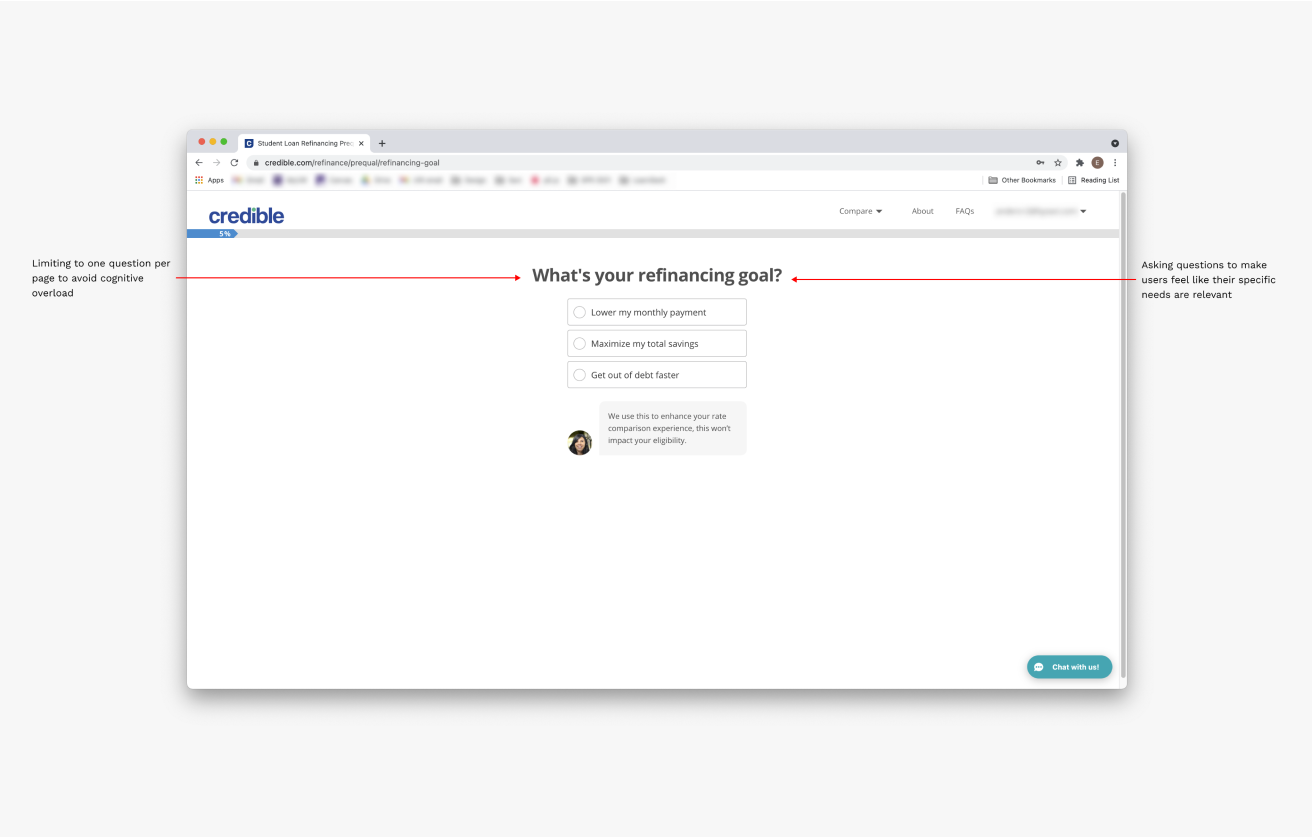 Student Loan Refinancing Preq
credible.com/refinance/prequal/refinancing-goal
E
Apps
Other Bookmarks
Reading List
credible
Compare
About
FAQs
5%
Limiting to one question per
page to avoid cognitive
overload
What's your refinancing goal?
Asking questions to make
users feel like their specific
needs are relevant
Lower my monthly payment
Maximize my total savings
Get out of debt faster
We use this to enhance your rate
comparison experience, this won't
impact your eligibility.
Chat with us!